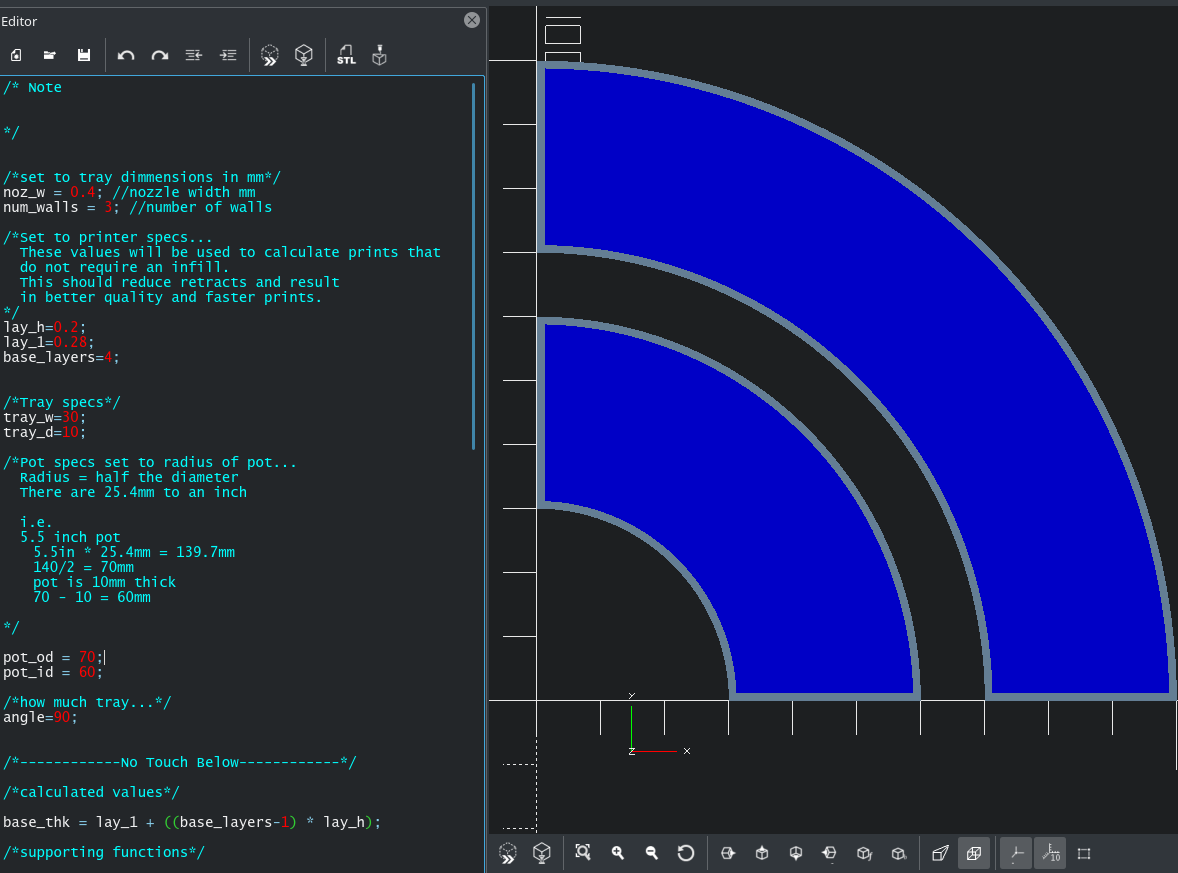 Editor
STL
/* Note
*/
/*set to tray dimmensions in mm*/
noz_w = 0.4; //nozzle width mm
num_walls = 3; //number of walls
/*Set to printer specs...
These values will be used to calculate prints that
do not require an infill.
This should reduce retracts and result
in better quality and faster prints.
*/
lay_h=0.2;
lay_1=0.28;
base_layers=4;
/*Tray specs*/
tray_w=30;
tray_d=10;
/*Pot specs set to radius of pot...
Radius = half the diameter
There are 25.4mm to an inch
i.e.
5.5 inch pot
5.5in * 25.4mm = 139.7mm
140/2 = 70mm
pot is 10mm thick
70 - 10 = 60mm
*/
pot_od = 70;
pot_id = 60;
/*how much tray...*/
angle=90;
/*------------No Touch Below------------*/
/*calculated values*/
base_thk = lay_1 + ((base_layers-1) * lay_h);
/*supporting functions*/
Y
Z
X
10